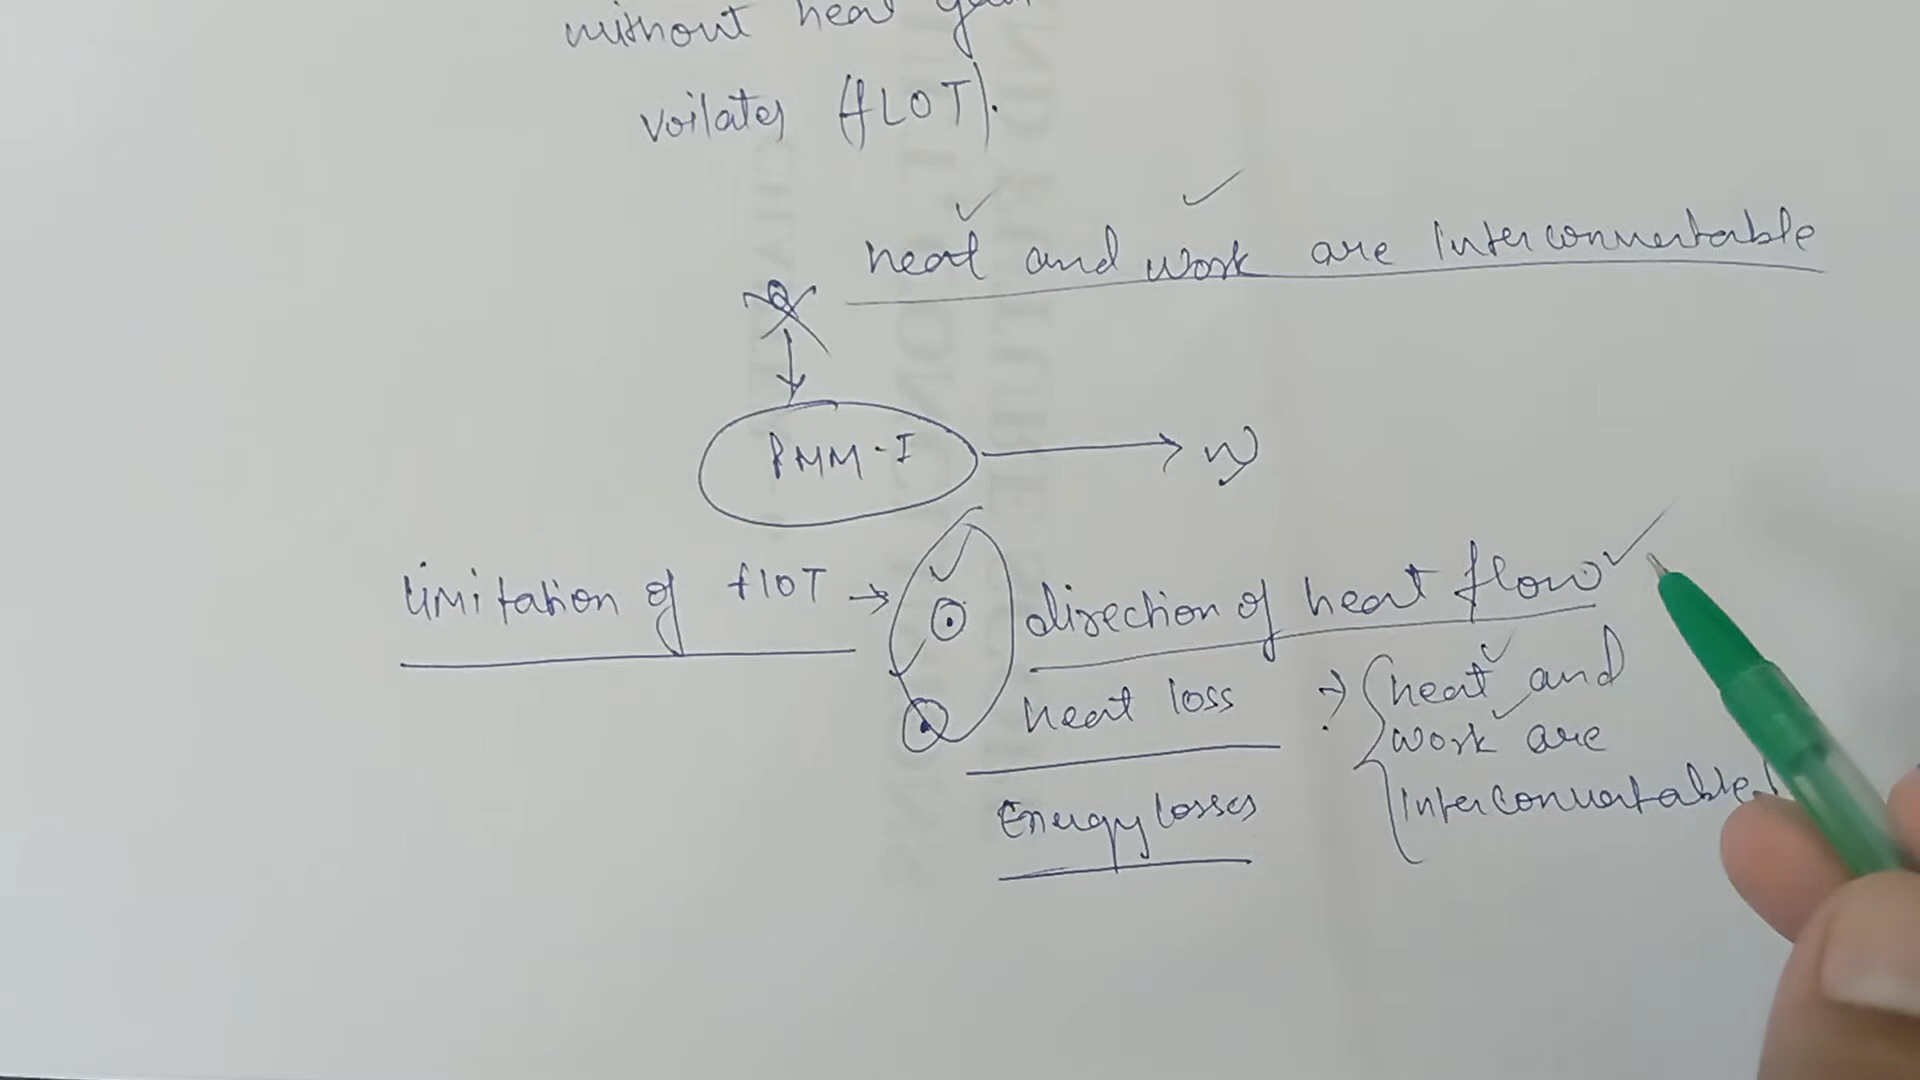 without heat
voilates (fLOT).
heat and work are Interconvertable
Q
PMM-I → W
limitation of fLOT → direction of heat flow
heat loss → heat and
work are
Interconvertable
Energy losses